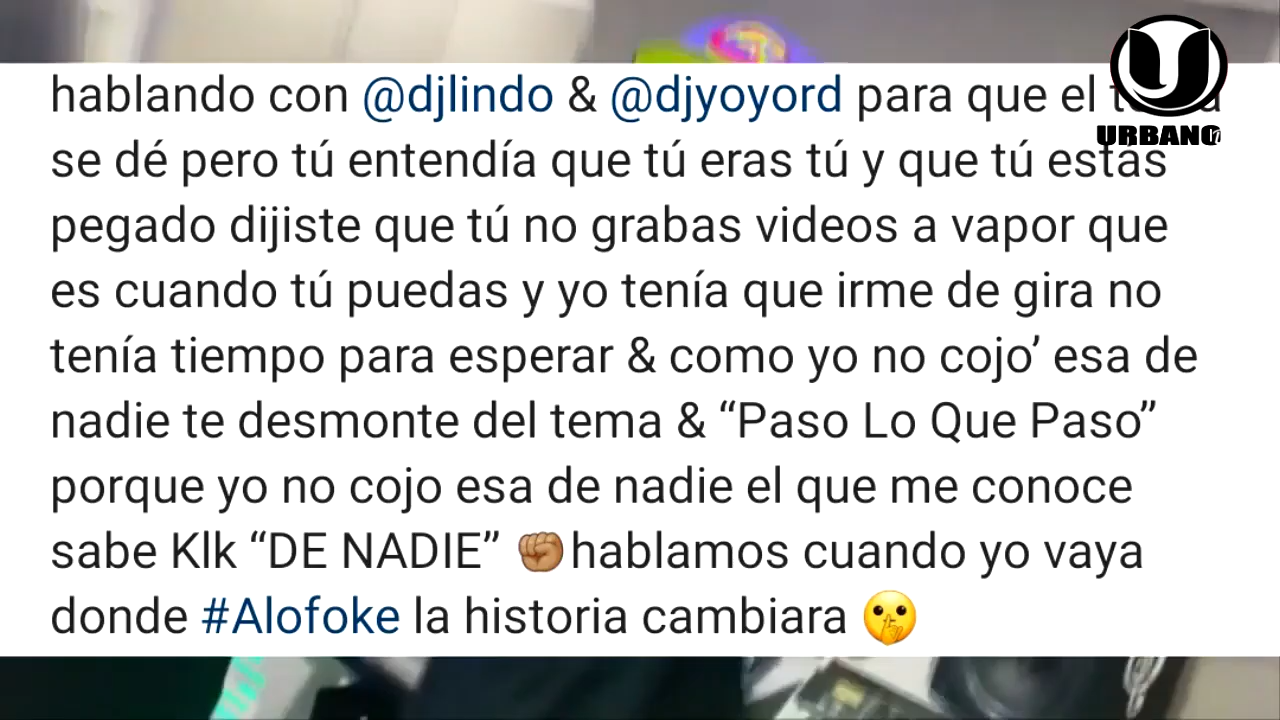 hablando con @djlindo & @djyoyord para que el
se dé pero tú entendía que tú eras tú y que tú estás
pegado dijiste que tú no grabas videos a vapor que
es cuando tú puedas y yo tenía que irme de gira no
tenía tiempo para esperar & como yo no cojo’ esa de
nadie te desmonte del tema & “Paso Lo Que Paso”
porque yo no cojo esa de nadie el que me conoce
sabe Klk “DE NADIE” ✊🏽hablamos cuando yo vaya
donde #Alofoke la historia cambiara 🤫
U
URBANO